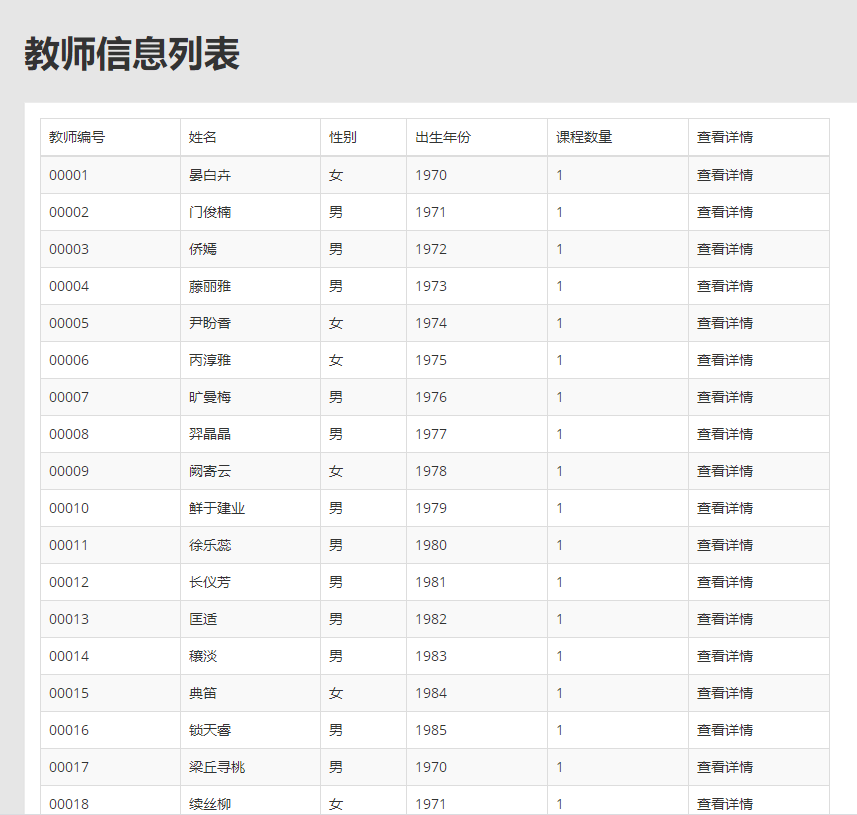 教师信息列表
教师编号 姓名 性别 出生年份 课程数量 查看详情
00001 晏白卉 女 1970 1 查看详情
00002 门俊楠 男 1971 1 查看详情
00003 侨嫣 男 1972 1 查看详情
00004 藤丽雅 男 1973 1 查看详情
00005 尹盼香 女 1974 1 查看详情
00006 丙淳雅 女 1975 1 查看详情
00007 旷曼梅 男 1976 1 查看详情
00008 羿晶晶 男 1977 1 查看详情
00009 阙寄云 女 1978 1 查看详情
00010 鲜于建业 男 1979 1 查看详情
00011 徐乐蕊 男 1980 1 查看详情
00012 长仪芳 男 1981 1 查看详情
00013 匡适 男 1982 1 查看详情
00014 穰淡 男 1983 1 查看详情
00015 典笛 女 1984 1 查看详情
00016 锁天睿 男 1985 1 查看详情
00017 梁丘寻桃 男 1970 1 查看详情
00018 续丝柳 女 1971 1 查看详情